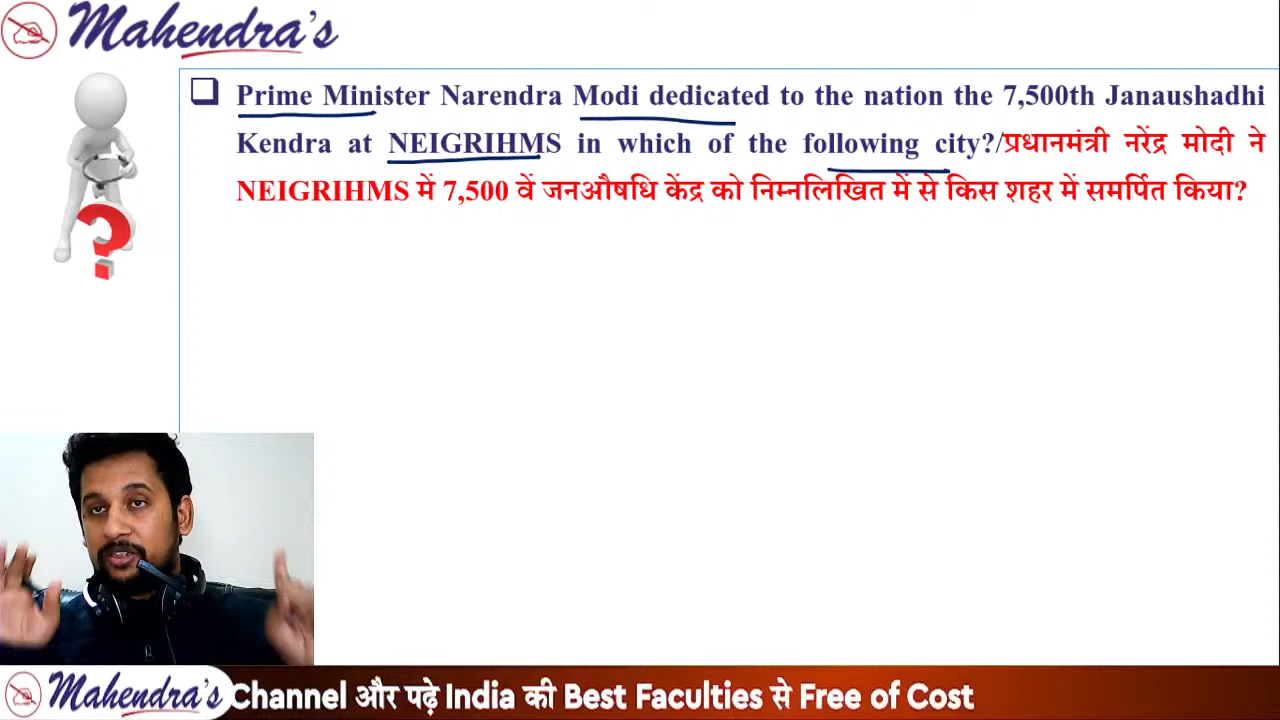 Mahendra's
Prime Minister Narendra Modi dedicated to the nation the 7,500th Janaushadhi
Kendra at NEIGRIHMS in which of the following city?/प्रधानमंत्री नरेंद्र मोदी ने
NEIGRIHMS में 7,500 वें जनऔषधि केंद्र को निम्नलिखित में से किस शहर में समर्पित किया?
?
Mahendra's Channel और पढ़े India की Best Faculties से Free of Cost